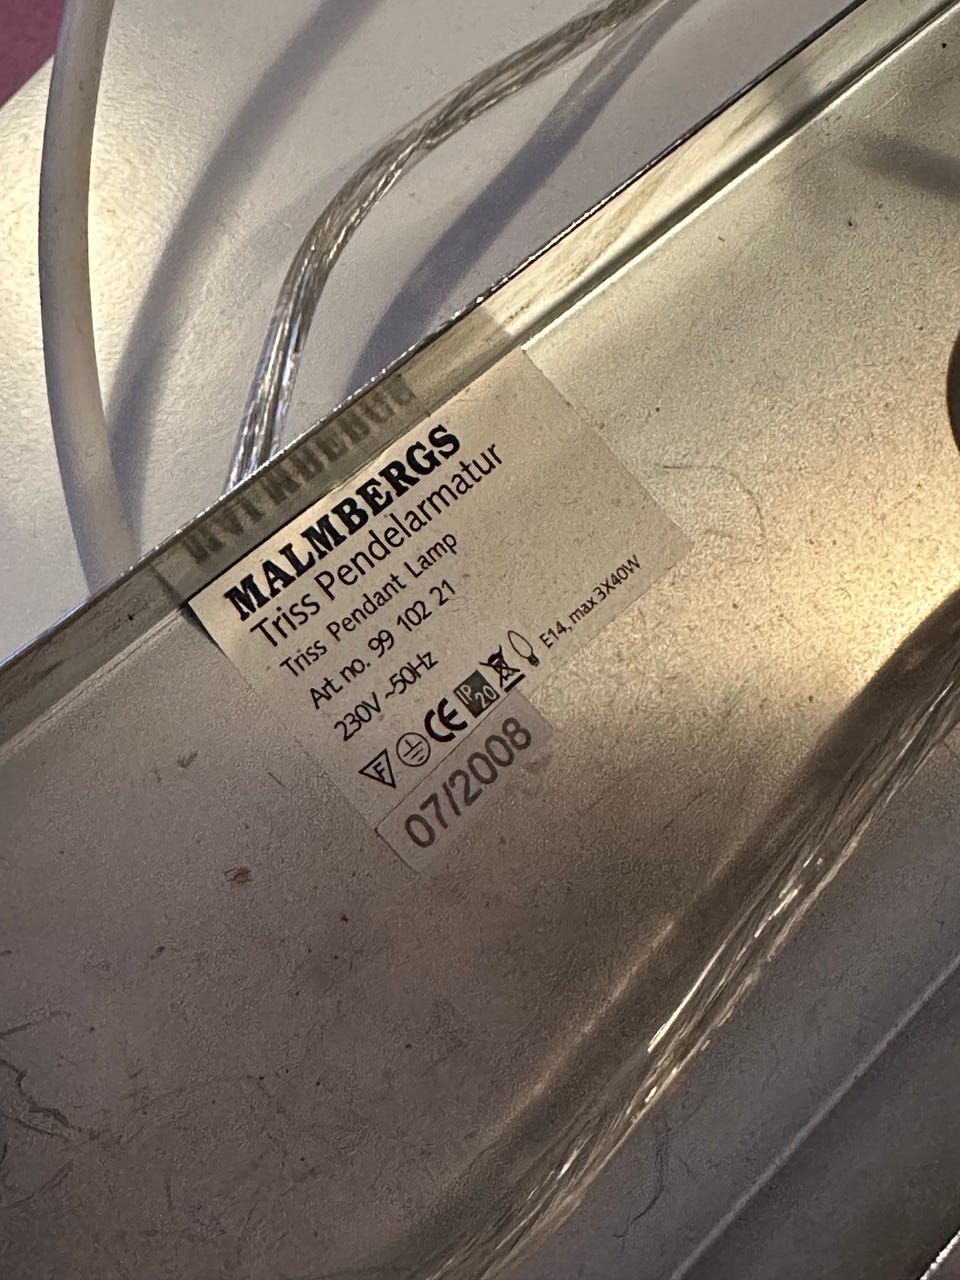 MALMBERGS
Triss Pendelarmatur
Triss Pendant Lamp
Art. no. 99 102 21
230V ~50Hz
F CE IP20 E14, max 3X40W
07/2008